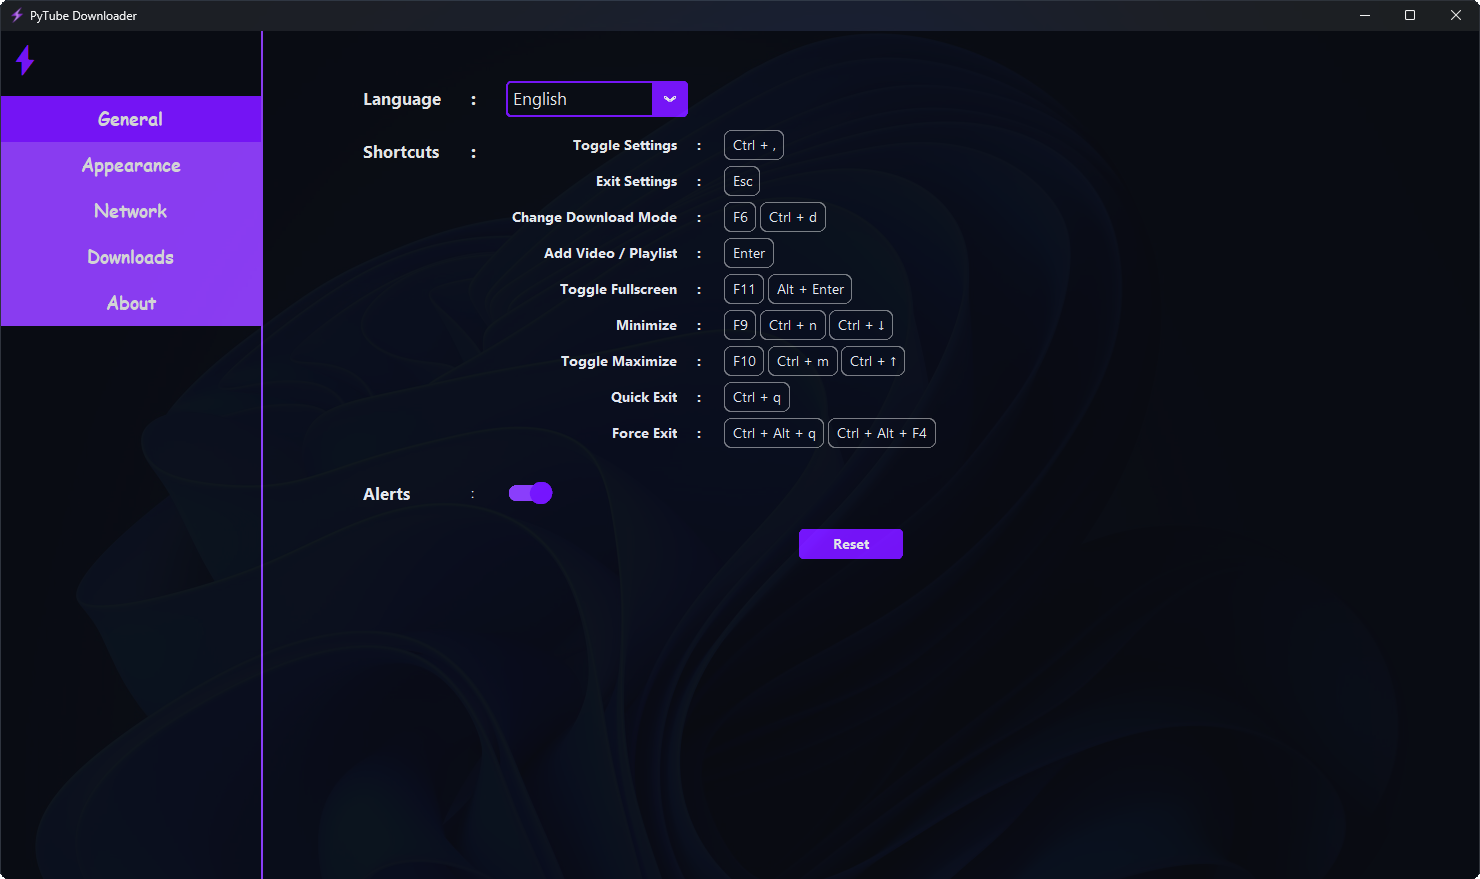 PyTube Downloader
General
Appearance
Network
Downloads
About
Language : English
Shortcuts :
Toggle Settings : Ctrl + ,
Exit Settings : Esc
Change Download Mode : F6 Ctrl + d
Add Video / Playlist : Enter
Toggle Fullscreen : F11 Alt + Enter
Minimize : F9 Ctrl + n Ctrl + ↓
Toggle Maximize : F10 Ctrl + m Ctrl + ↑
Quick Exit : Ctrl + q
Force Exit : Ctrl + Alt + q Ctrl + Alt + F4
Alerts :
Reset